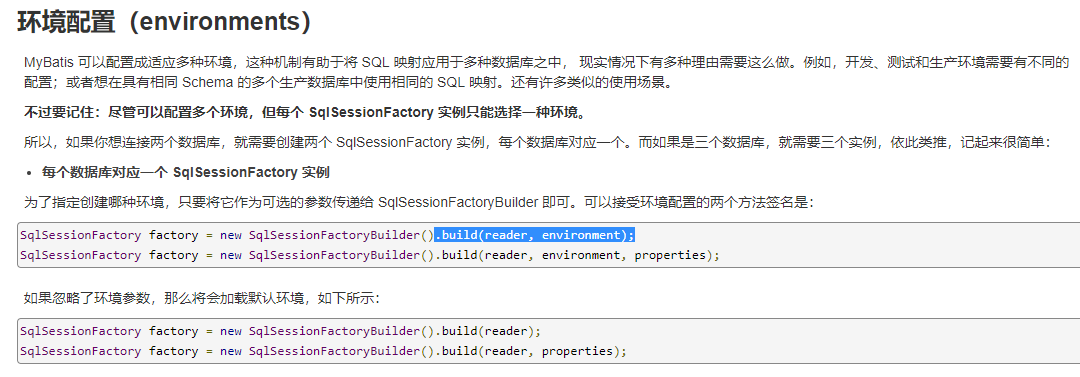 环境配置（environments）
MyBatis 可以配置成适应多种环境，这种机制有助于将 SQL 映射应用于多种数据库之中， 现实情况下有多种理由需要这么做。例如，开发、测试和生产环境需要有不同的
配置；或者想在具有相同 Schema 的多个生产数据库中使用相同的 SQL 映射。还有许多类似的使用场景。
不过要记住：尽管可以配置多个环境，但每个 SqlSessionFactory 实例只能选择一种环境。
所以，如果你想连接两个数据库，就需要创建两个 SqlSessionFactory 实例，每个数据库对应一个。而如果是三个数据库，就需要三个实例，依此类推，记起来很简单：
• 每个数据库对应一个 SqlSessionFactory 实例
为了指定创建哪种环境，只要将它作为可选的参数传递给 SqlSessionFactoryBuilder 即可。可以接受环境配置的两个方法签名是：
SqlSessionFactory factory = new SqlSessionFactoryBuilder().build(reader, environment);
SqlSessionFactory factory = new SqlSessionFactoryBuilder().build(reader, environment, properties);
如果忽略了环境参数，那么将会加载默认环境，如下所示：
SqlSessionFactory factory = new SqlSessionFactoryBuilder().build(reader);
SqlSessionFactory factory = new SqlSessionFactoryBuilder().build(reader, properties);